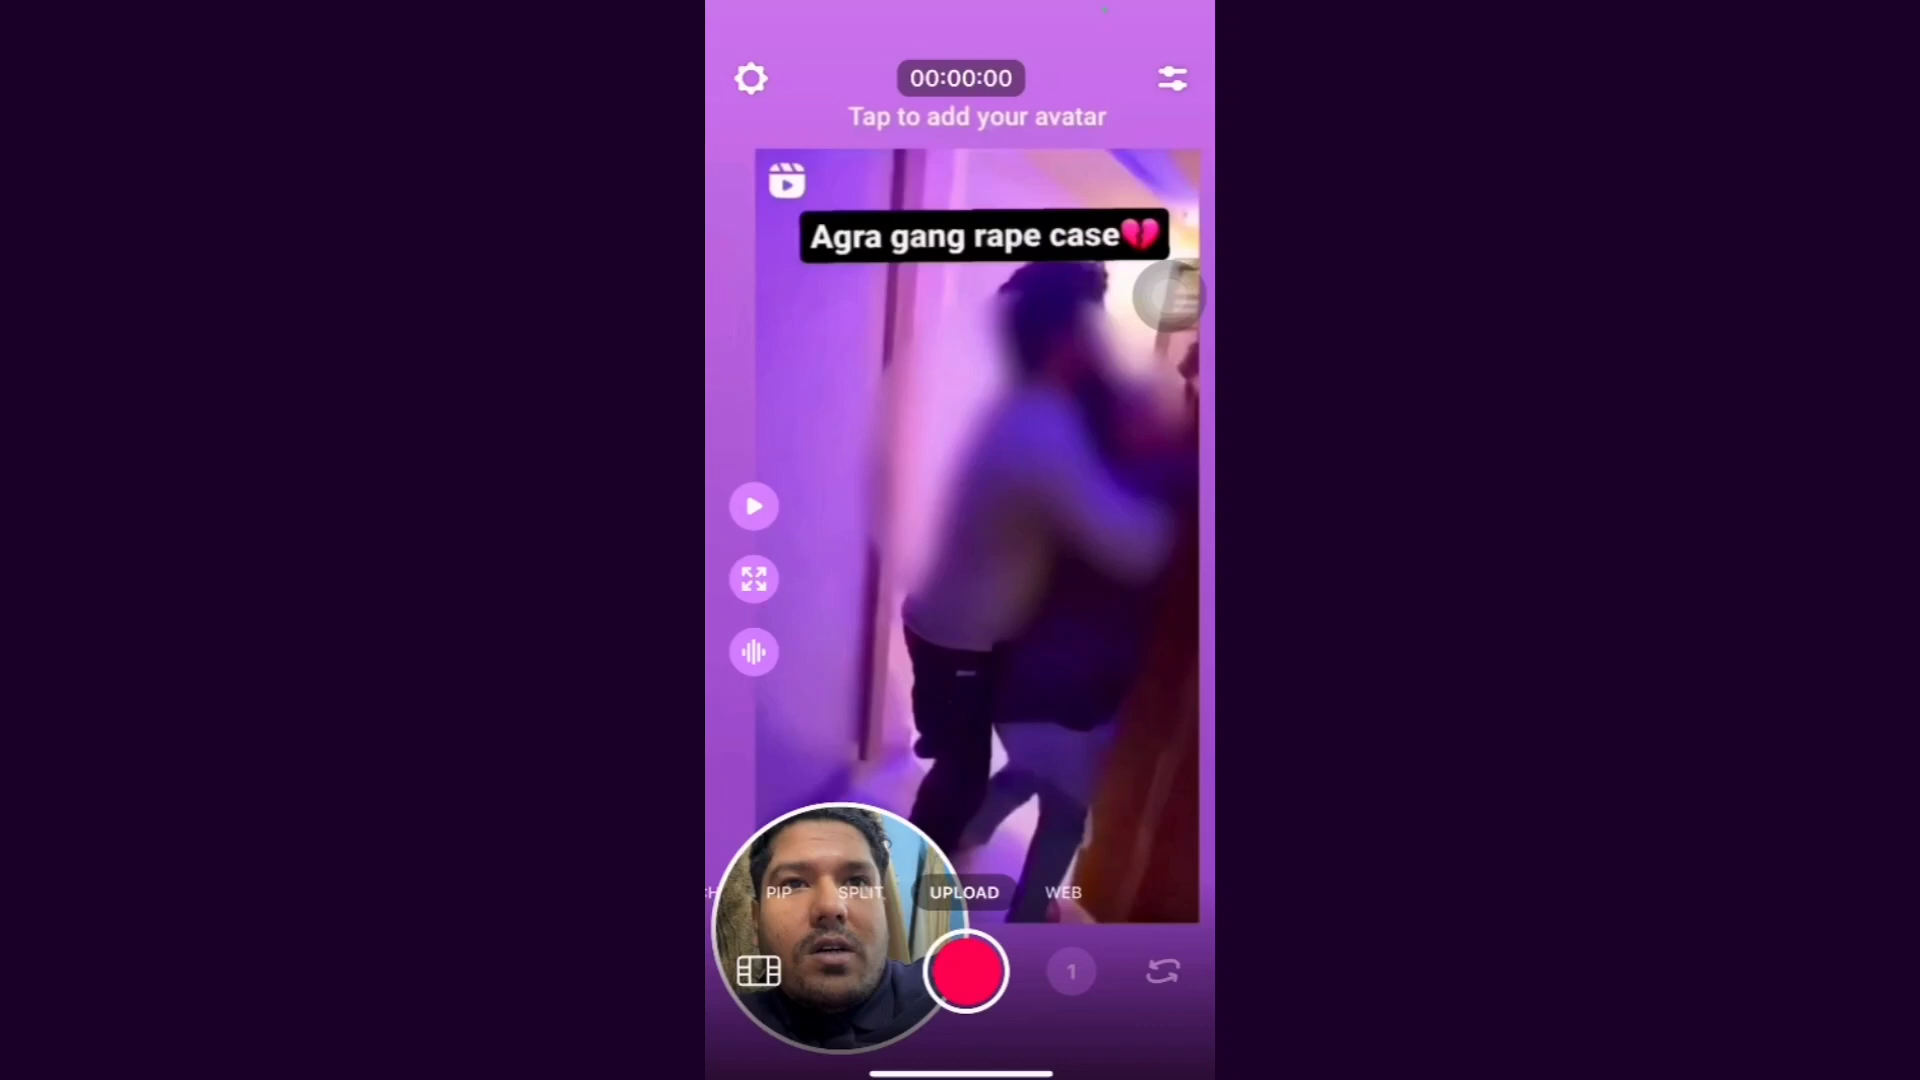 00:00:00
Tap to add your avatar
Agra gang rape case💔
PIP SPLIT UPLOAD WEB
1